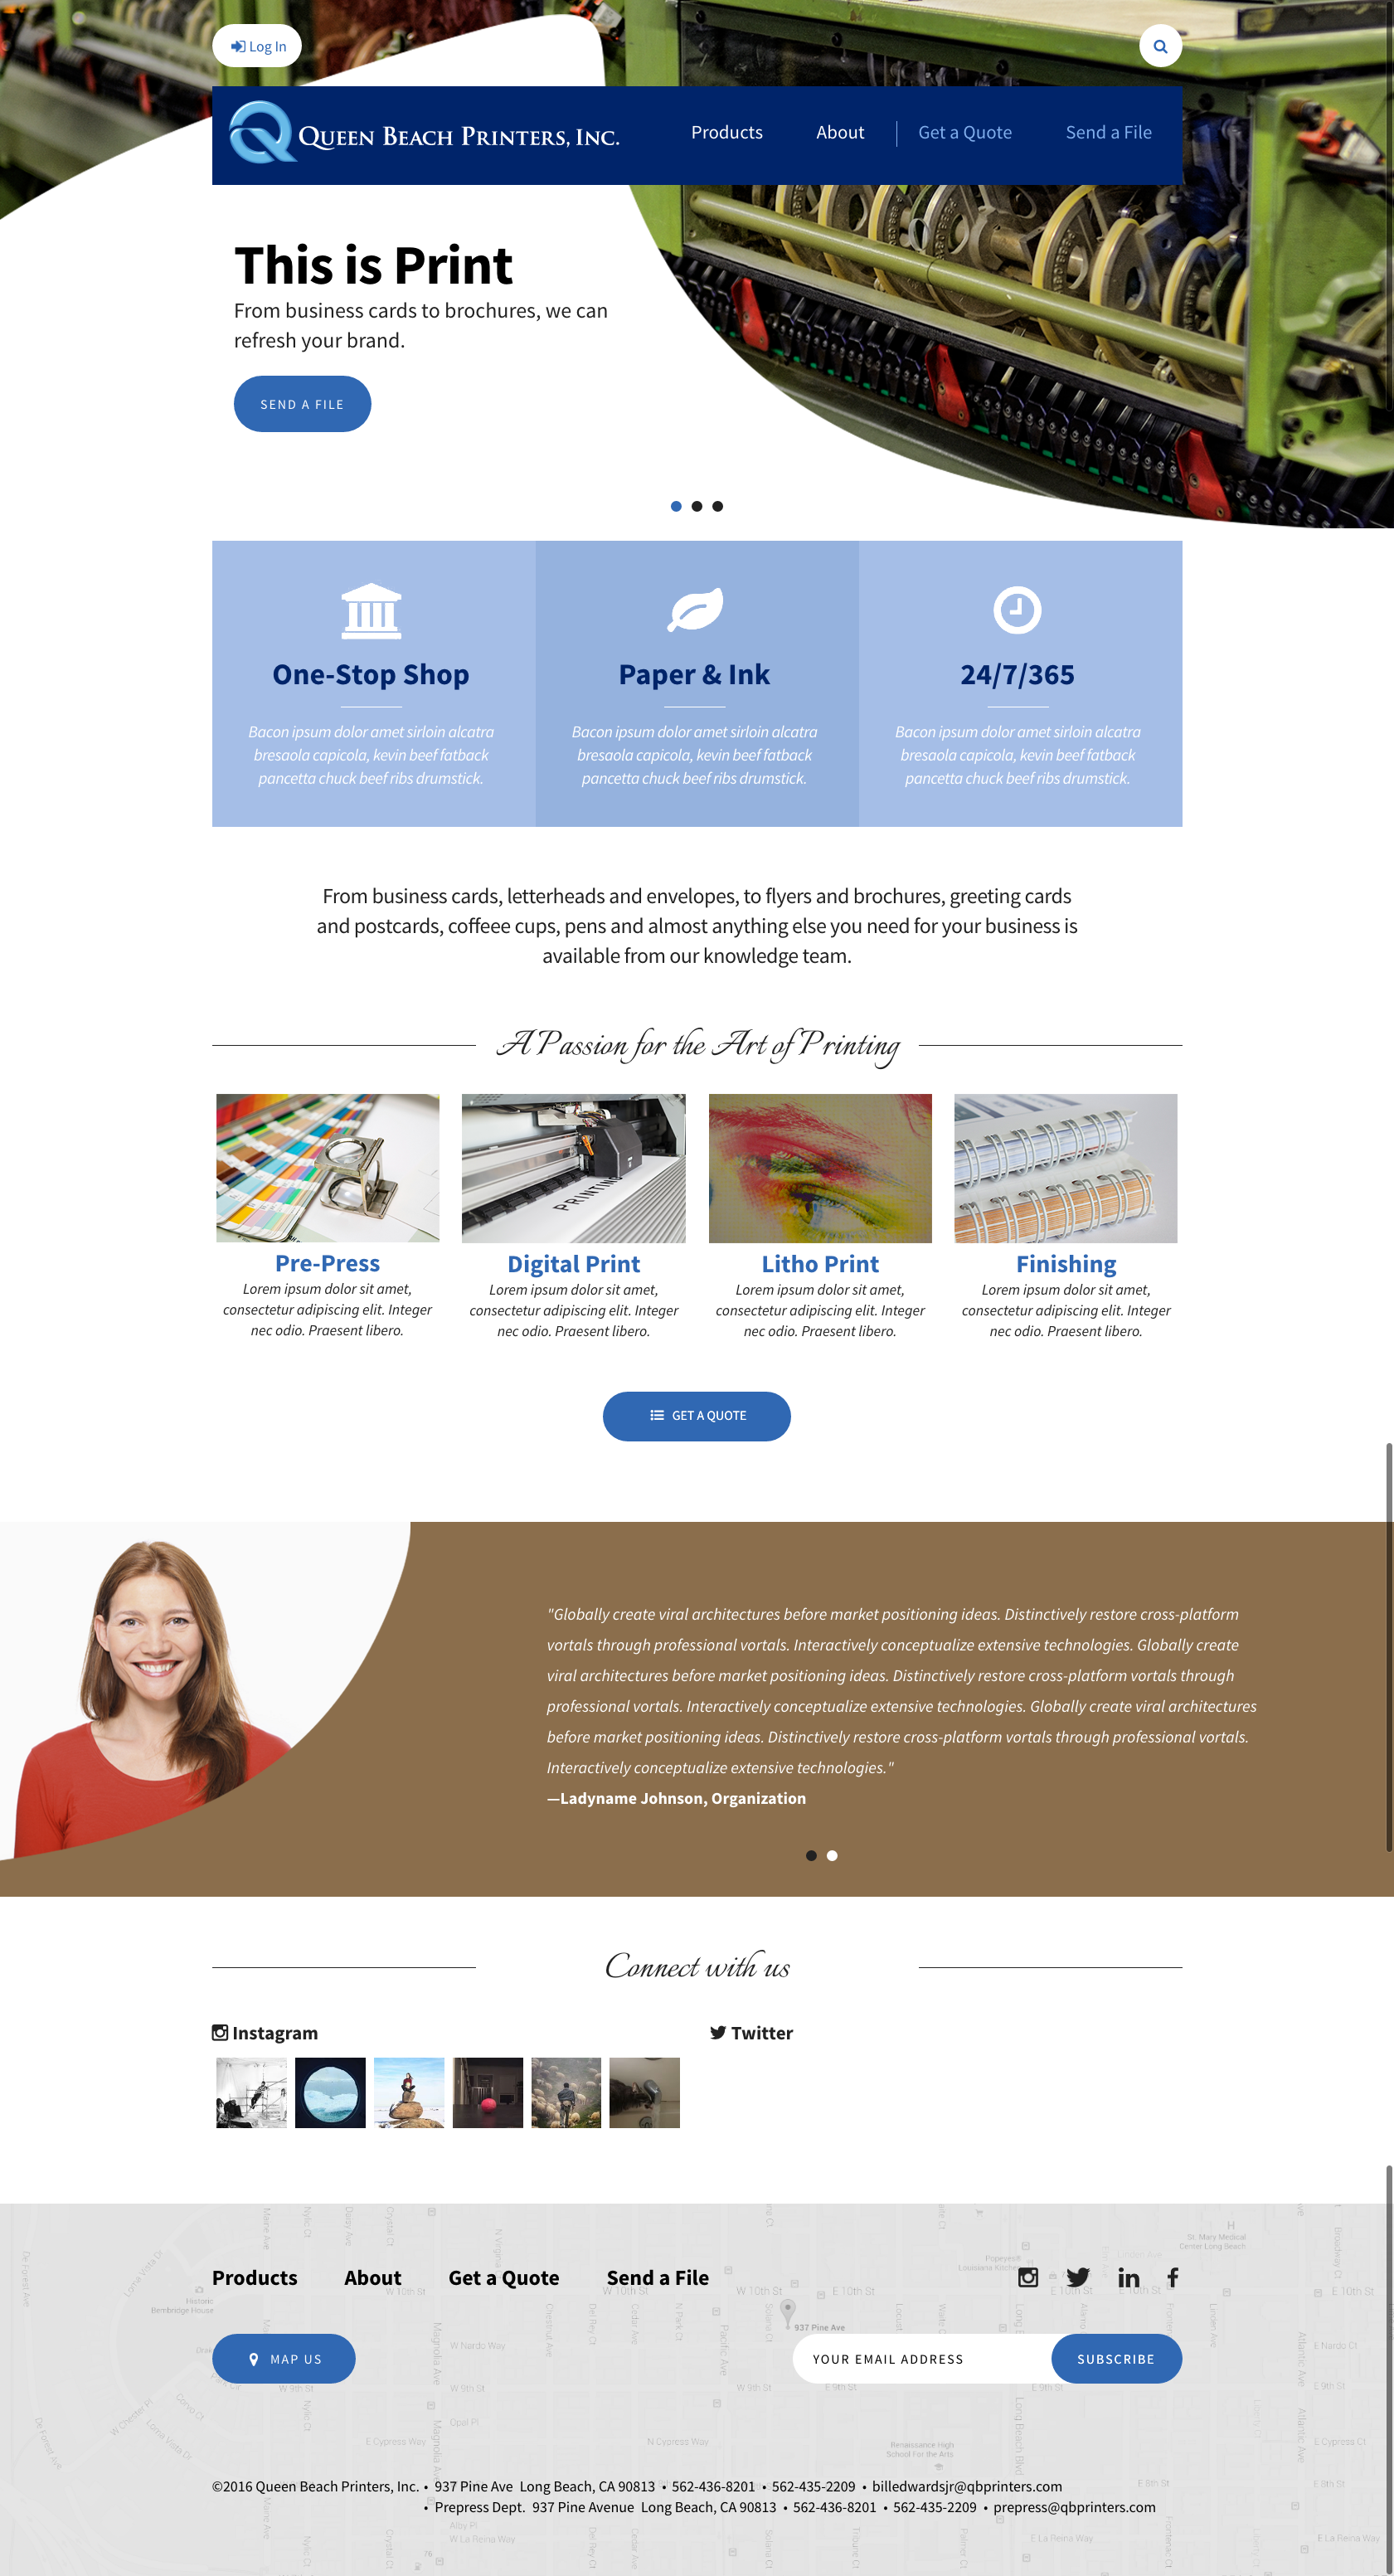 Log In
QUEEN BEACH PRINTERS, INC.
Products About Get a Quote Send a File
This is Print
From business cards to brochures, we can
refresh your brand.
SEND A FILE
One-Stop Shop
Bacon ipsum dolor amet sirloin alcatra
bresaola capicola, kevin beef fatback
pancetta chuck beef ribs drumstick.
Paper & Ink
Bacon ipsum dolor amet sirloin alcatra
bresaola capicola, kevin beef fatback
pancetta chuck beef ribs drumstick.
24/7/365
Bacon ipsum dolor amet sirloin alcatra
bresaola capicola, kevin beef fatback
pancetta chuck beef ribs drumstick.
From business cards, letterheads and envelopes, to flyers and brochures, greeting cards
and postcards, coffeee cups, pens and almost anything else you need for your business is
available from our knowledge team.
A Passion for the Art of Printing
PRINTING
Pre-Press
Lorem ipsum dolor sit amet,
consectetur adipiscing elit. Integer
nec odio. Praesent libero.
Digital Print
Lorem ipsum dolor sit amet,
consectetur adipiscing elit. Integer
nec odio. Praesent libero.
Litho Print
Lorem ipsum dolor sit amet,
consectetur adipiscing elit. Integer
nec odio. Praesent libero.
Finishing
Lorem ipsum dolor sit amet,
consectetur adipiscing elit. Integer
nec odio. Praesent libero.
GET A QUOTE
"Globally create viral architectures before market positioning ideas. Distinctively restore cross-platform
vortals through professional vortals. Interactively conceptualize extensive technologies. Globally create
viral architectures before market positioning ideas. Distinctively restore cross-platform vortals through
professional vortals. Interactively conceptualize extensive technologies. Globally create viral architectures
before market positioning ideas. Distinctively restore cross-platform vortals through professional vortals.
Interactively conceptualize extensive technologies."
—Ladyname Johnson, Organization
Connect with us
Instagram
Twitter
Products About Get a Quote Send a File
937 Pine Ave
MAP US
YOUR EMAIL ADDRESS
SUBSCRIBE
©2016 Queen Beach Printers, Inc. • 937 Pine Ave Long Beach, CA 90813 • 562-436-8201 • 562-435-2209 • billedwardsjr@qbprinters.com
• Prepress Dept. 937 Pine Avenue Long Beach, CA 90813 • 562-436-8201 • 562-435-2209 • prepress@qbprinters.com